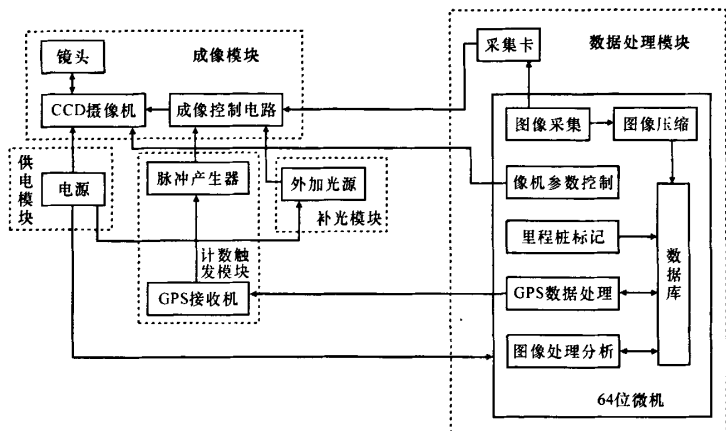 镜头
成像模块
采集卡
数据处理模块
CCD摄像机
成像控制电路
图像采集
图像压缩
供电模块
电源
脉冲产生器
外加光源
补光模块
像机参数控制
里程桩标记
数据库
计数触
发模块
GPS接收机
GPS数据处理
图像处理分析
64位微机